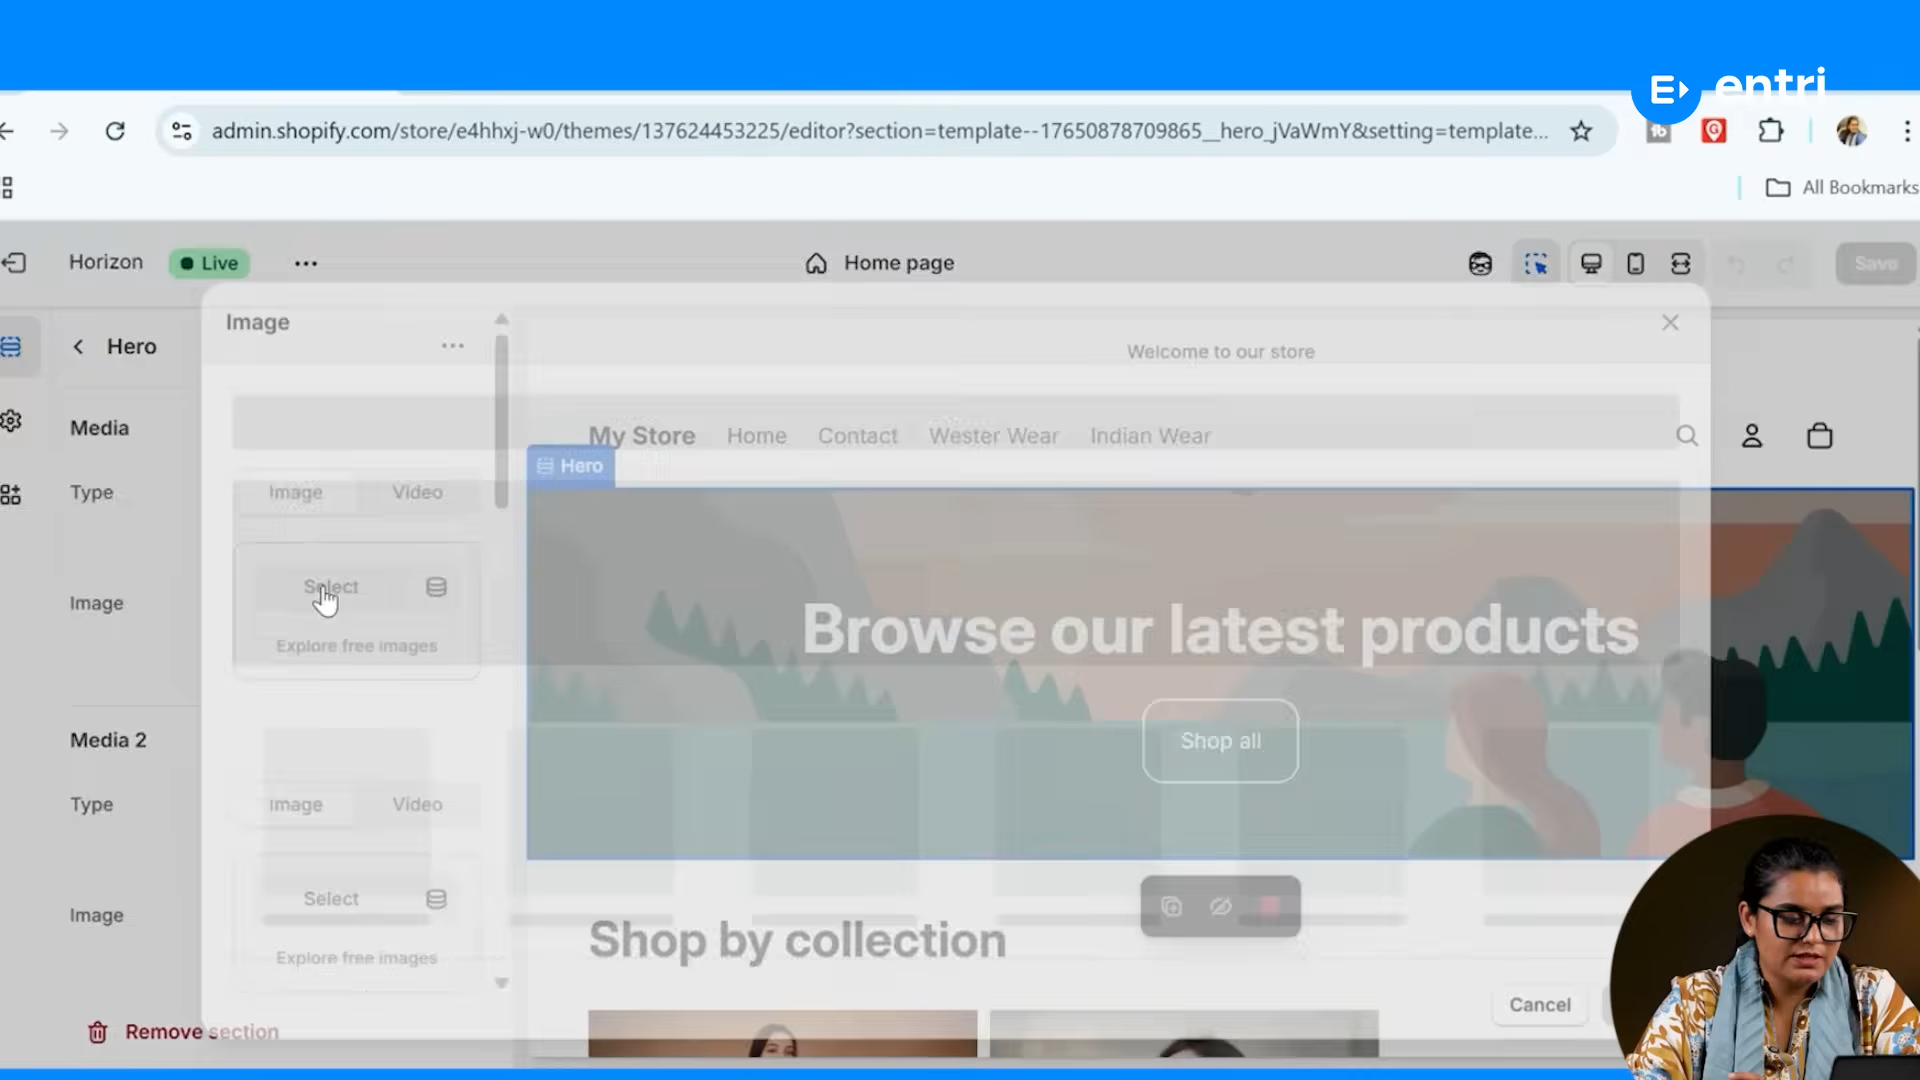 entri
admin.shopify.com/store/e4hhxj-w0/themes/137624453225/editor?section=template--17650878709865__hero_jVaWmY&setting=template...
All Bookmarks
Horizon
Live
Home page
Save
Image
Hero
Welcome to our store
Media
My Store
Home
Contact
Wester Wear
Indian Wear
Hero
Type
Image
Video
Select
Image
Explore free images
Browse our latest products
Shop all
Media 2
Type
Image
Video
Select
Image
Explore free images
Shop by collection
Cancel
Remove section